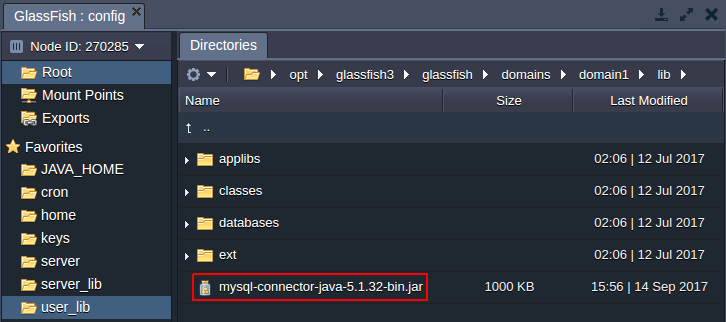 GlassFish : config
Node ID: 270285
Root
Mount Points
Exports
Favorites
JAVA_HOME
cron
home
keys
server
server_lib
user_lib
Directories
opt glassfish3 glassfish domains domain1 lib
Name Size Last Modified
..
applibs 02:06 | 12 Jul 2017
classes 02:06 | 12 Jul 2017
databases 02:06 | 12 Jul 2017
ext 02:06 | 12 Jul 2017
mysql-connector-java-5.1.32-bin.jar 1000 KB 15:56 | 14 Sep 2017